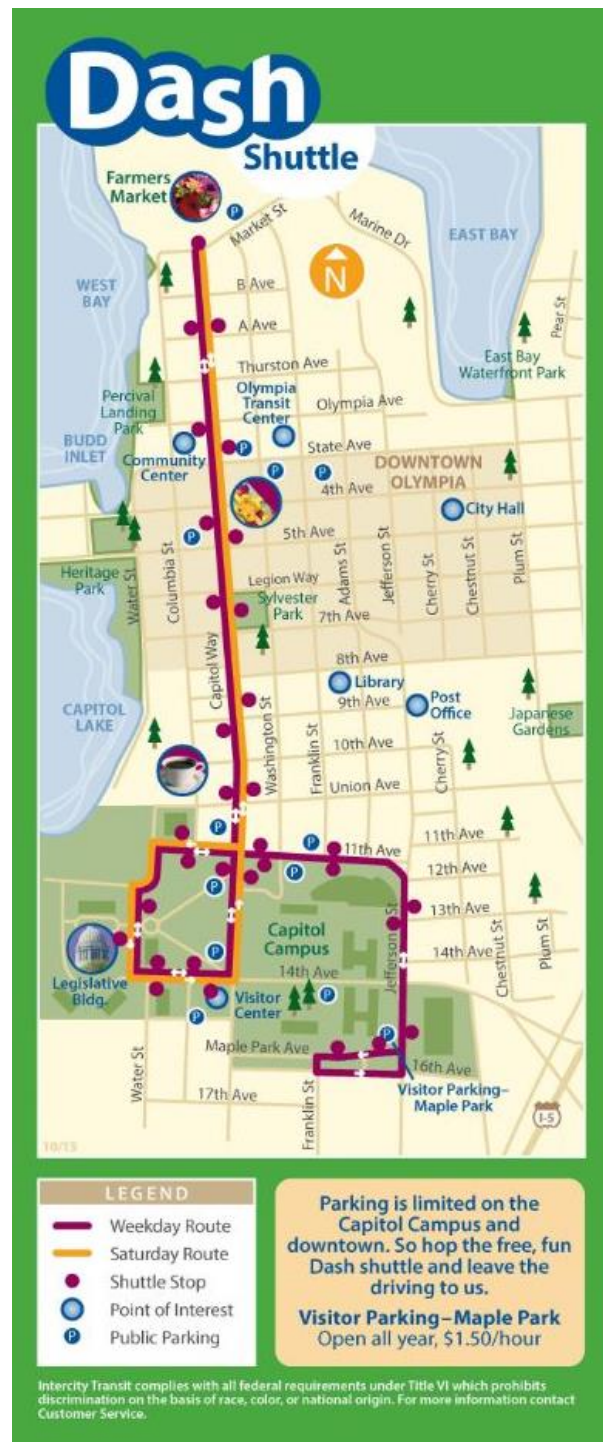 Dash
Shuttle
Farmers
Market
P
Market St
Marine Dr
EAST BAY
N
WEST
BAY
B Ave
A Ave
Pear St
Thurston Ave
East Bay
Waterfront Park
Percival
Landing
Park
Olympia
Transit
Center
Olympia Ave
BUDD
INLET
Community
Center
P
State Ave
DOWNTOWN
OLYMPIA
P
P
4th Ave
City Hall
P
5th Ave
Heritage
Park
Water St
Columbia St
Legion Way
Sylvester
Park
Adams St
Jefferson St
Cherry St
Chestnut St
Plum St
7th Ave
8th Ave
Capitol Way
Library
9th Ave
Post
Office
CAPITOL
LAKE
Washington St
Franklin St
10th Ave
Cherry St
Japanese
Gardens
Union Ave
P
P
11th Ave
11th Ave
P
P
12th Ave
13th Ave
Capitol
Campus
Jefferson St
14th Ave
Chestnut St
Plum St
P
Legislative
Bldg.
14th Ave
Visitor
Center
P
P
Water St
Maple Park Ave
P
16th Ave
Visitor Parking–
Maple Park
17th Ave
Franklin St
I-5
10/15
LEGEND
Weekday Route
Saturday Route
Shuttle Stop
Point of Interest
P
Public Parking
Parking is limited on the
Capitol Campus and
downtown. So hop the free, fun
Dash shuttle and leave the
driving to us.
Visitor Parking–Maple Park
Open all year, $1.50/hour
Intercity Transit complies with all federal requirements under Title VI which prohibits
discrimination on the basis of race, color, or national origin. For more information contact
Customer Service.